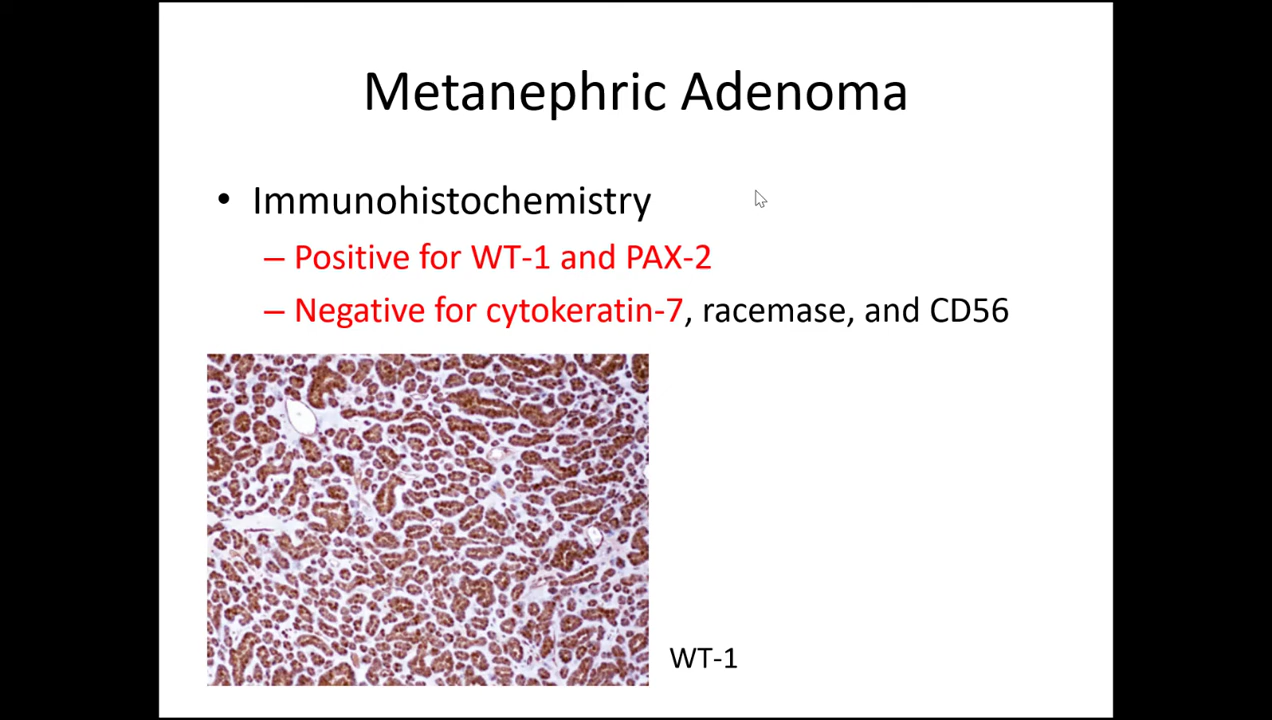 Metanephric Adenoma
• Immunohistochemistry
– Positive for WT-1 and PAX-2
– Negative for cytokeratin-7, racemase, and CD56
WT-1